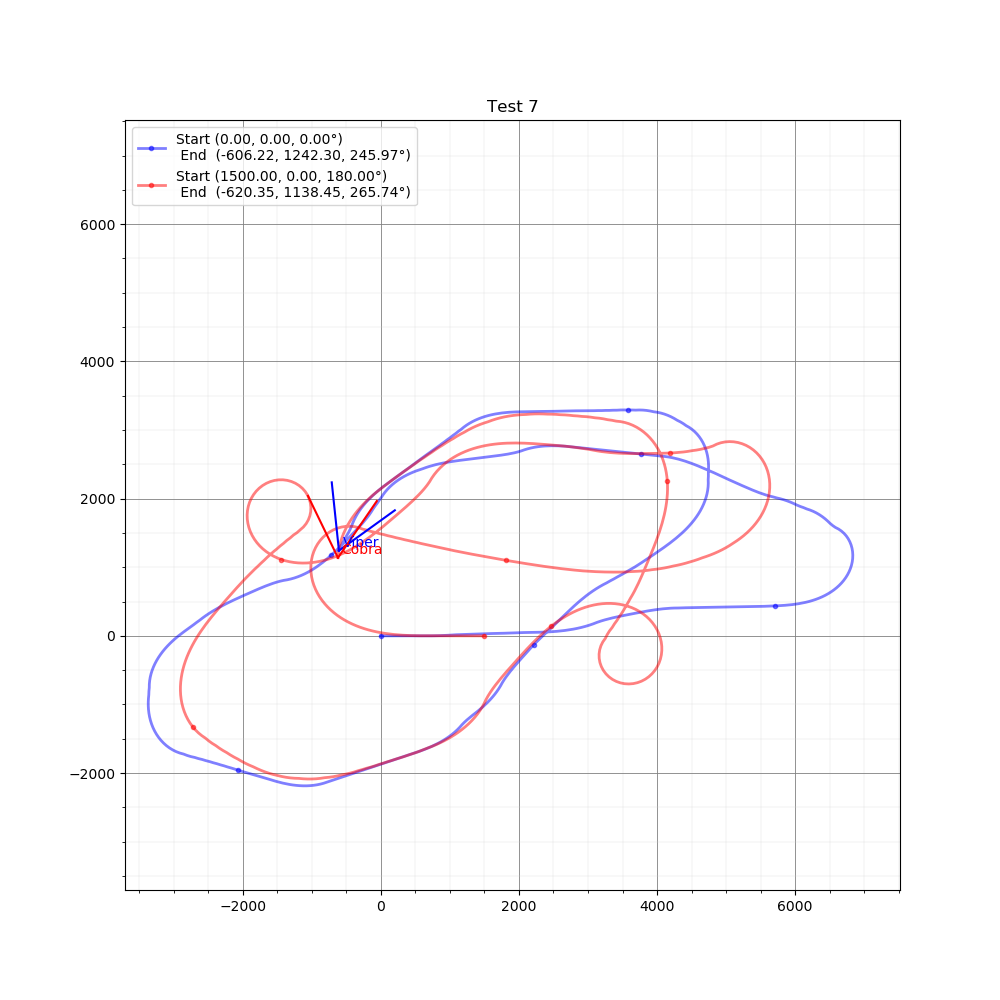 Test 7
Start (0.00, 0.00, 0.00°)
End (-606.22, 1242.30, 245.97°)
Start (1500.00, 0.00, 180.00°)
End (-620.35, 1138.45, 265.74°)
6000
4000
2000
Viper
Cobra
0
−2000
−2000
0
2000
4000
6000